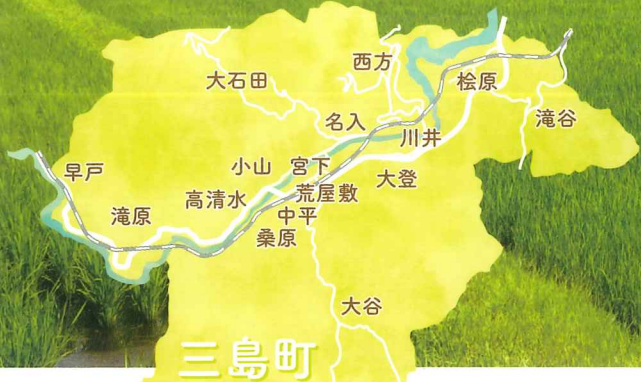 西方
大石田
桧原
名入
滝谷
川井
早戸
小山
宮下
大登
高清水
荒屋敷
滝原
中平
桑原
大谷
三島町